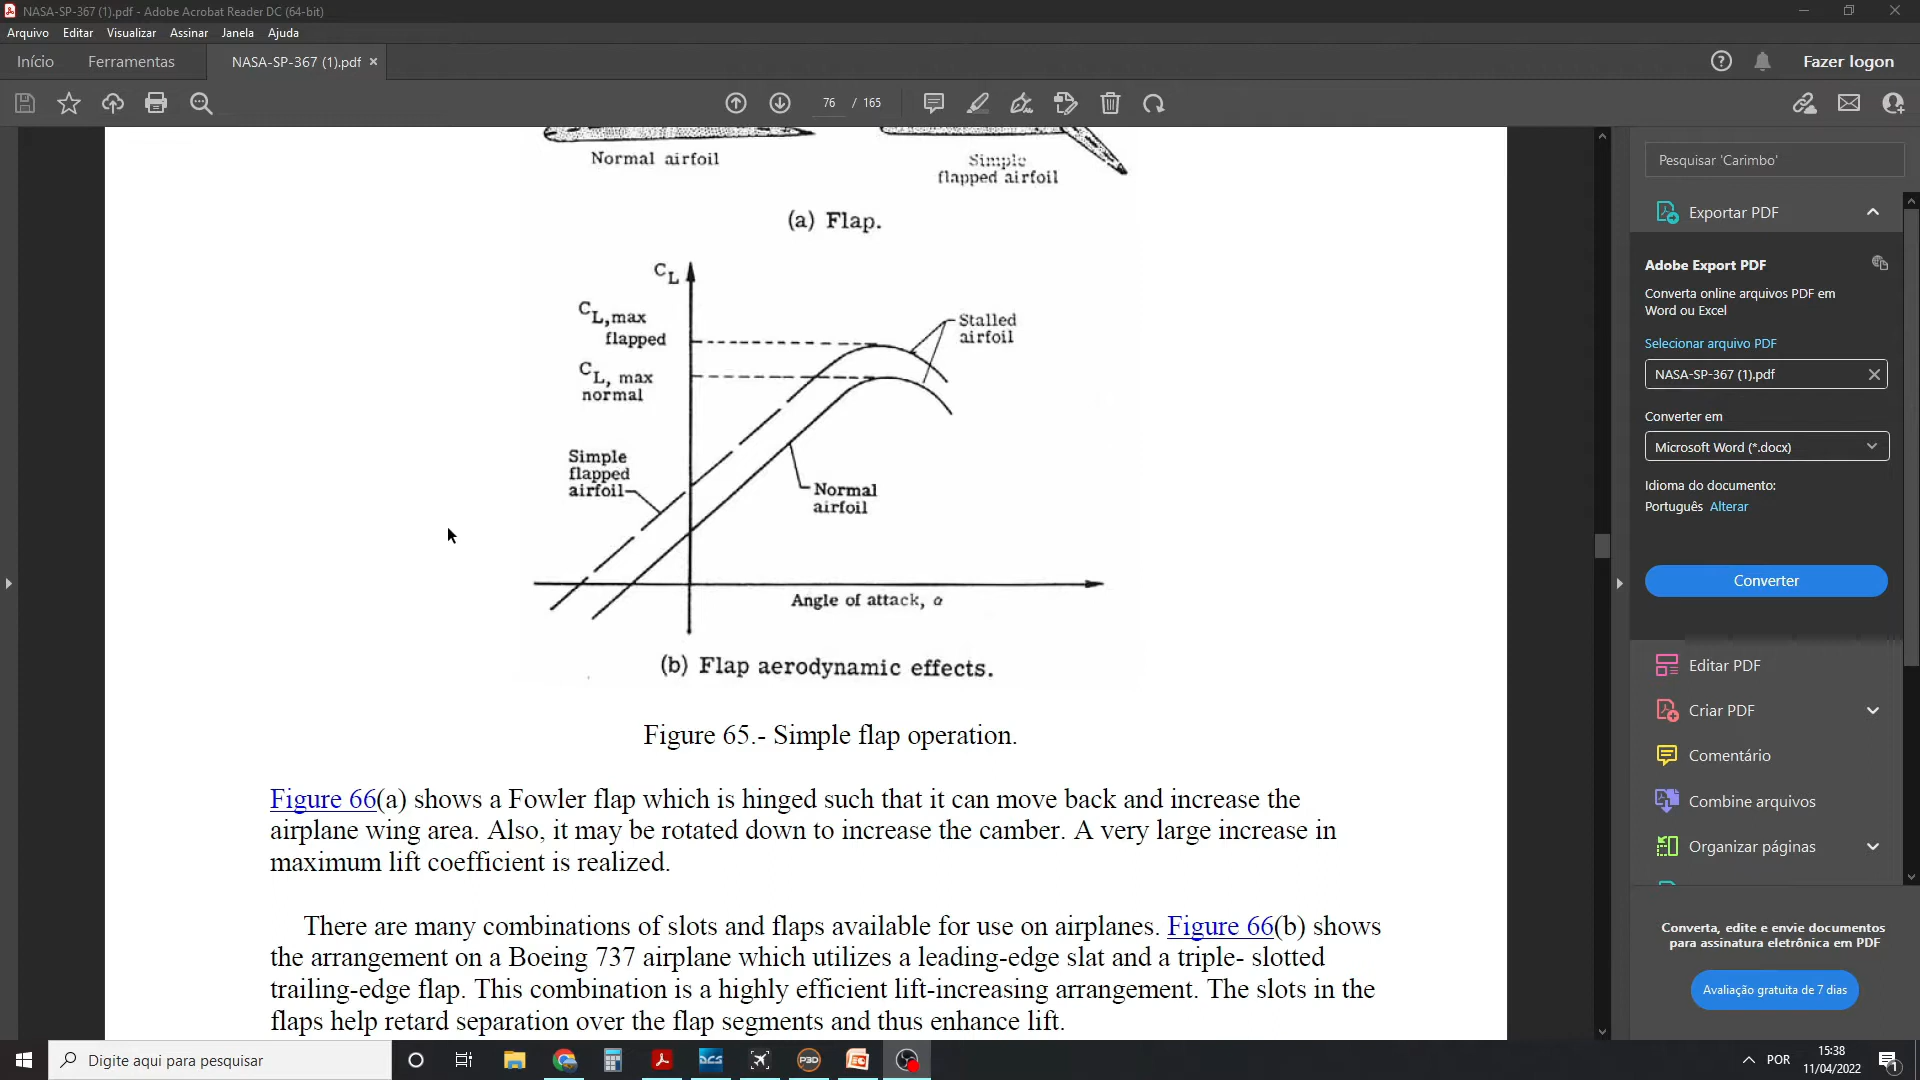 NASA-SP-367 (1).pdf - Adobe Acrobat Reader DC (64-bit)
Arquivo Editar Visualizar Assinar Janela Ajuda
Início Ferramentas NASA-SP-367 (1).pdf × Fazer logon
76 / 165
Normal airfoil
Simple
flapped airfoil
(a) Flap.
CL
CL,max
flapped
CL, max
normal
Stalled
airfoil
Simple
flapped
airfoil
Normal
airfoil
Angle of attack, α
(b) Flap aerodynamic effects.
Figure 65.- Simple flap operation.
Figure 66(a) shows a Fowler flap which is hinged such that it can move back and increase the
airplane wing area. Also, it may be rotated down to increase the camber. A very large increase in
maximum lift coefficient is realized.
There are many combinations of slots and flaps available for use on airplanes. Figure 66(b) shows
the arrangement on a Boeing 737 airplane which utilizes a leading-edge slat and a triple- slotted
trailing-edge flap. This combination is a highly efficient lift-increasing arrangement. The slots in the
flaps help retard separation over the flap segments and thus enhance lift.
Pesquisar 'Carimbo'
Exportar PDF
Adobe Export PDF
Converta online arquivos PDF em
Word ou Excel
Selecionar arquivo PDF
NASA-SP-367 (1).pdf
Converter em
Microsoft Word (*.docx)
Idioma do documento:
Português Alterar
Converter
Editar PDF
Criar PDF
Comentário
Combine arquivos
Organizar páginas
Converta, edite e envie documentos
para assinatura eletrônica em PDF
Avaliação gratuita de 7 dias
Digite aqui para pesquisar
DCS
P3D
POR
15:38
11/04/2022
1